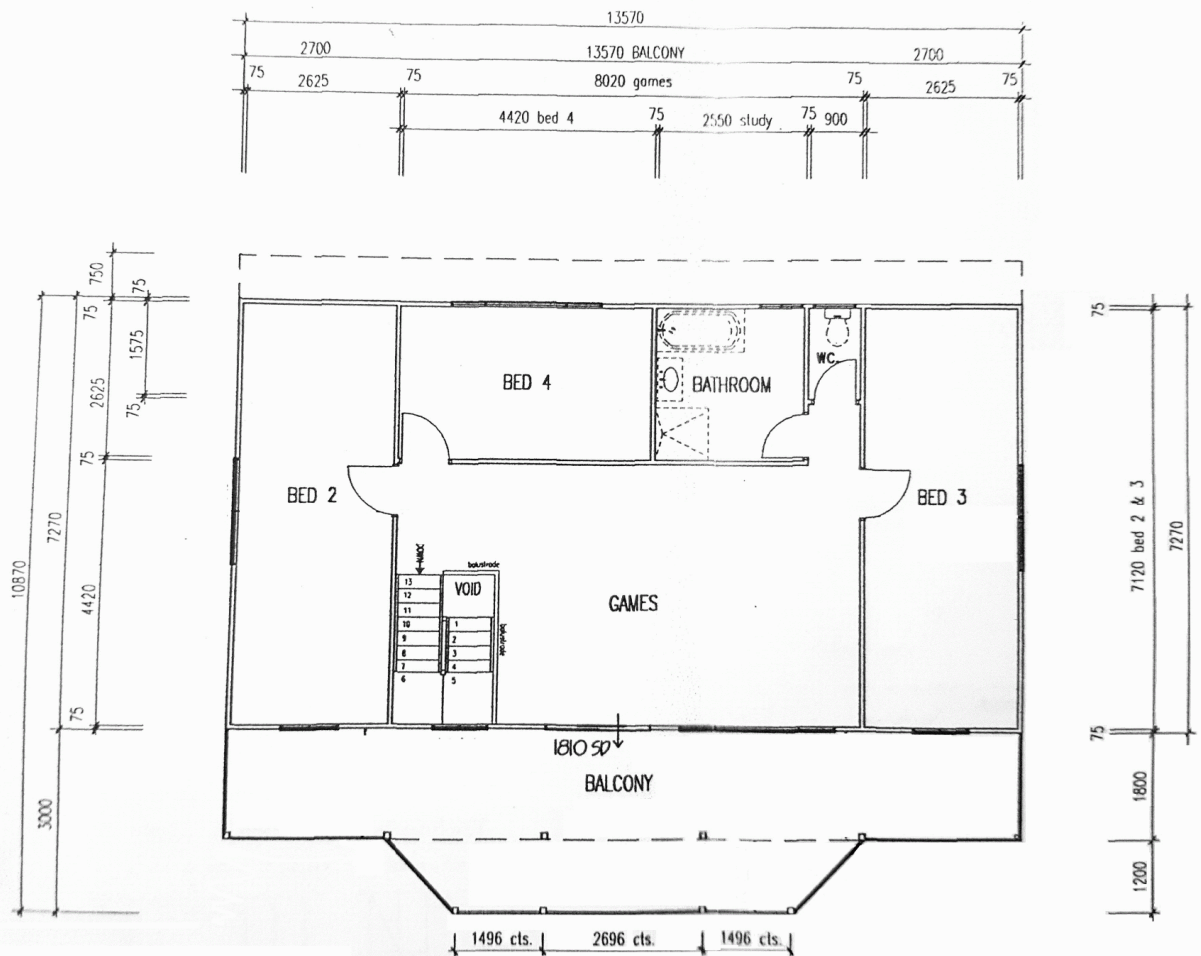 13570
2700 13570 BALCONY 2700
75 2625 75 8020 games 75 2625 75
4420 bed 4 75 2550 study 75 900
750
75
75
1575
2625
75
75
7270
4420
10870
75
3000
BED 4
BATHROOM
WC.
BED 2
BED 3
DOWN
balustrade
VOID
balustrade
13
12
11
10
9
8
7
6
1
2
3
4
5
GAMES
1810 SD
BALCONY
75
7120 bed 2 & 3
7270
75
1800
1200
1496 cts. 2696 cts. 1496 cts.